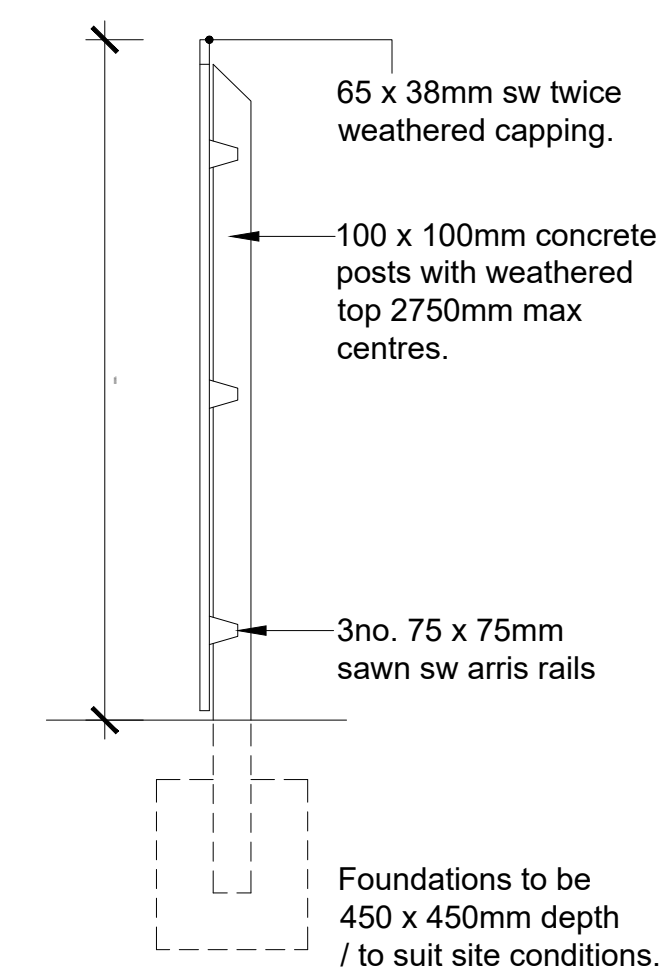 65 x 38mm sw twice
weathered capping.
100 x 100mm concrete
posts with weathered
top 2750mm max
centres.
3no. 75 x 75mm
sawn sw arris rails
Foundations to be
450 x 450mm depth
/ to suit site conditions.